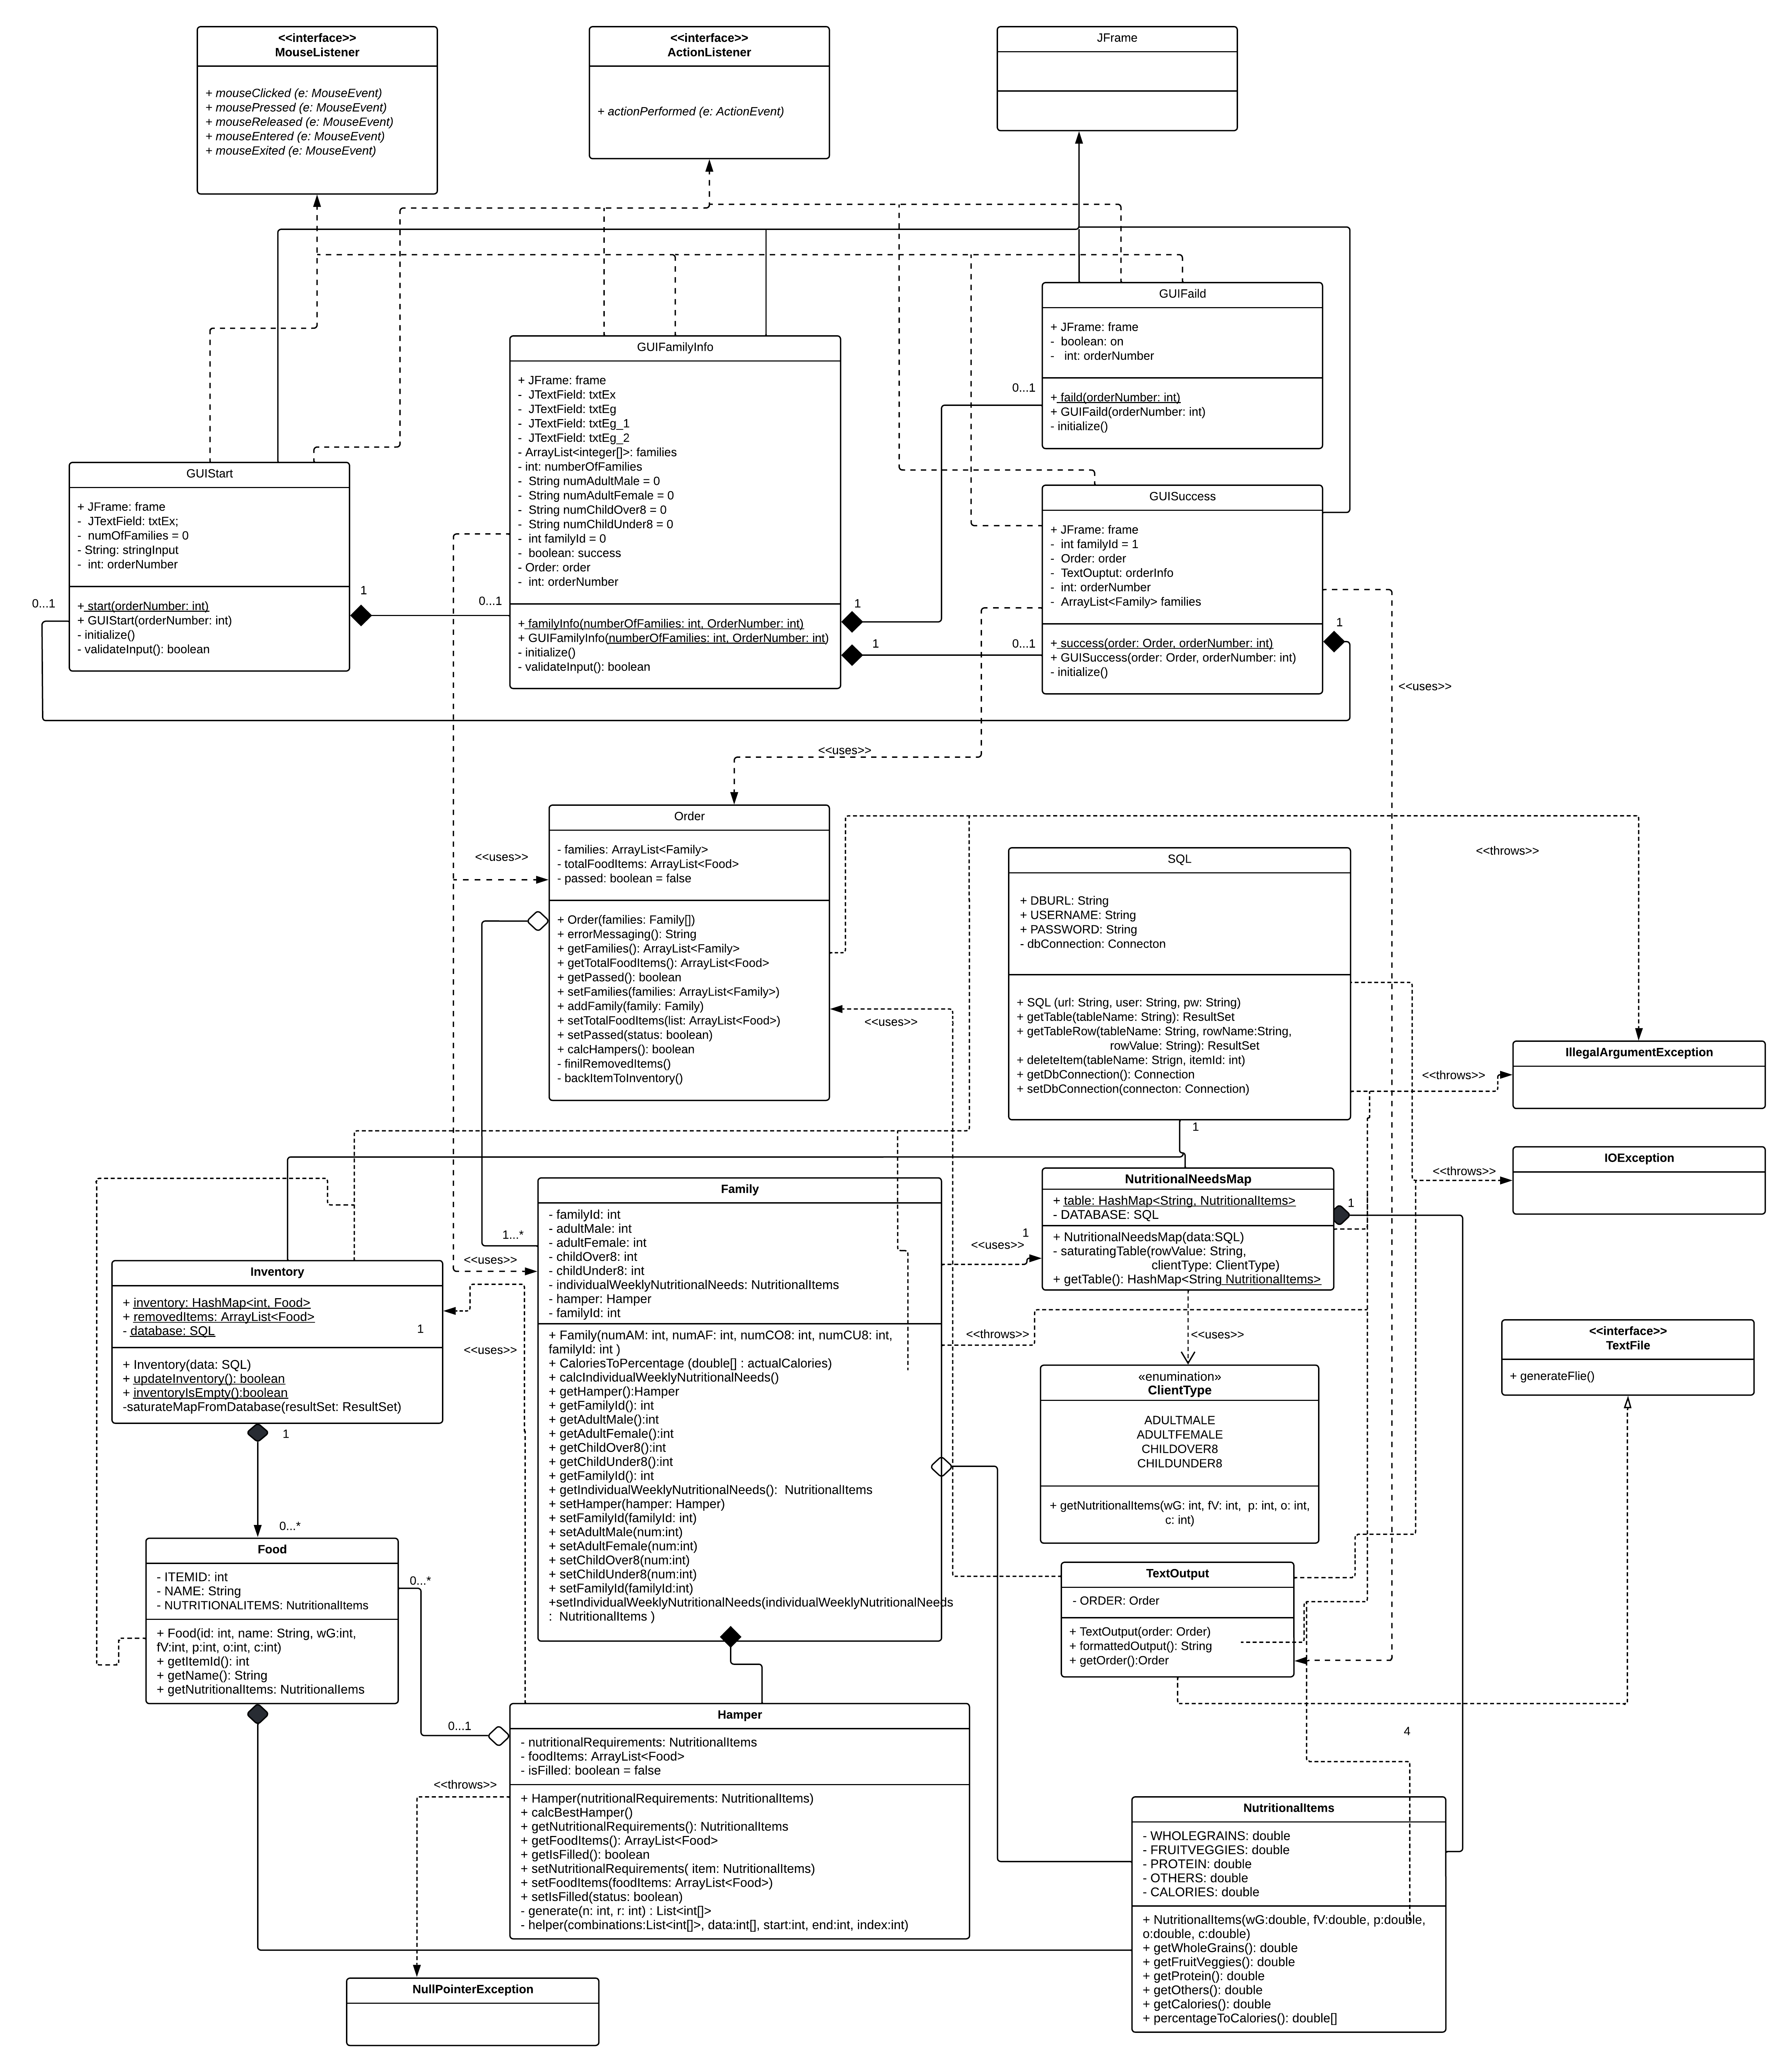 <<interface>>
MouseListener
+ mouseClicked (e: MouseEvent)
+ mousePressed (e: MouseEvent)
+ mouseReleased (e: MouseEvent)
+ mouseEntered (e: MouseEvent)
+ mouseExited (e: MouseEvent)
<<interface>>
ActionListener
+ actionPerformed (e: ActionEvent)
JFrame
GUIFaild
+ JFrame: frame
- boolean: on
- int: orderNumber
+ faild(orderNumber: int)
+ GUIFaild(orderNumber: int)
- initialize()
0...1
GUIFamilyInfo
+ JFrame: frame
- JTextField: txtEx
- JTextField: txtEg
- JTextField: txtEg_1
- JTextField: txtEg_2
- ArrayList<integer[]>: families
- int: numberOfFamilies
- String numAdultMale = 0
- String numAdultFemale = 0
- String numChildOver8 = 0
- String numChildUnder8 = 0
- int familyId = 0
- boolean: success
- Order: order
- int: orderNumber
+ familyInfo(numberOfFamilies: int, OrderNumber: int)
+ GUIFamilyInfo(numberOfFamilies: int, OrderNumber: int)
- initialize()
- validateInput(): boolean
1
1
0...1
GUIStart
+ JFrame: frame
- JTextField: txtEx;
- numOfFamilies = 0
- String: stringInput
- int: orderNumber
+ start(orderNumber: int)
+ GUIStart(orderNumber: int)
- initialize()
- validateInput(): boolean
0...1
1
0...1
GUISuccess
+ JFrame: frame
- int familyId = 1
- Order: order
- TextOuptut: orderInfo
- int: orderNumber
- ArrayList<Family> families
+ success(order: Order, orderNumber: int)
+ GUISuccess(order: Order, orderNumber: int)
- initialize()
1
<<uses>>
<<uses>>
Order
- families: ArrayList<Family>
- totalFoodItems: ArrayList<Food>
- passed: boolean = false
+ Order(families: Family[])
+ errorMessaging(): String
+ getFamilies(): ArrayList<Family>
+ getTotalFoodItems(): ArrayList<Food>
+ getPassed(): boolean
+ setFamilies(families: ArrayList<Family>)
+ addFamily(family: Family)
+ setTotalFoodItems(list: ArrayList<Food>)
+ setPassed(status: boolean)
+ calcHampers(): boolean
- finilRemovedItems()
- backItemToInventory()
<<uses>>
<<uses>>
SQL
+ DBURL: String
+ USERNAME: String
+ PASSWORD: String
- dbConnection: Connecton
+ SQL (url: String, user: String, pw: String)
+ getTable(tableName: String): ResultSet
+ getTableRow(tableName: String, rowName:String,
rowValue: String): ResultSet
+ deleteItem(tableName: Strign, itemId: int)
+ getDbConnection(): Connection
+ setDbConnection(connecton: Connection)
1
<<throws>>
<<throws>>
<<throws>>
IllegalArgumentException
IOException
Family
- familyId: int
- adultMale: int
- adultFemale: int
- childOver8: int
- childUnder8: int
- individualWeeklyNutritionalNeeds: NutritionalItems
- hamper: Hamper
- familyId: int
+ Family(numAM: int, numAF: int, numCO8: int, numCU8: int,
familyId: int )
+ CaloriesToPercentage (double[] : actualCalories)
+ calcIndividualWeeklyNutritionalNeeds()
+ getHamper():Hamper
+ getFamilyId(): int
+ getAdultMale():int
+ getAdultFemale():int
+ getChildOver8():int
+ getChildUnder8():int
+ getFamilyId(): int
+ getIndividualWeeklyNutritionalNeeds(): NutritionalItems
+ setHamper(hamper: Hamper)
+ setFamilyId(familyId: int)
+ setAdultMale(num:int)
+ setAdultFemale(num:int)
+ setChildOver8(num:int)
+ setChildUnder8(num:int)
+ setFamilyId(familyId:int)
+setIndividualWeeklyNutritionalNeeds(individualWeeklyNutritionalNeeds
: NutritionalItems )
1...*
<<uses>>
<<uses>>
<<uses>>
1
<<throws>>
NutritionalNeedsMap
+ table: HashMap<String, NutritionalItems>
- DATABASE: SQL
+ NutritionalNeedsMap(data:SQL)
- saturatingTable(rowValue: String,
clientType: ClientType)
+ getTable(): HashMap<String NutritionalItems>
1
<<uses>>
Inventory
+ inventory: HashMap<int, Food>
+ removedItems: ArrayList<Food>
- database: SQL
1
+ Inventory(data: SQL)
+ updateInventory(): boolean
+ inventoryIsEmpty():boolean
-saturateMapFromDatabase(resultSet: ResultSet)
1
0...*
«enumination»
ClientType
ADULTMALE
ADULTFEMALE
CHILDOVER8
CHILDUNDER8
+ getNutritionalItems(wG: int, fV: int, p: int, o: int,
c: int)
<<interface>>
TextFile
+ generateFlie()
Food
- ITEMID: int
- NAME: String
- NUTRITIONALITEMS: NutritionalItems
+ Food(id: int, name: String, wG:int,
fV:int, p:int, o:int, c:int)
+ getItemId(): int
+ getName(): String
+ getNutritionalItems: NutritionalIems
0...*
0...1
TextOutput
- ORDER: Order
+ TextOutput(order: Order)
+ formattedOutput(): String
+ getOrder():Order
4
Hamper
- nutritionalRequirements: NutritionalItems
- foodItems: ArrayList<Food>
- isFilled: boolean = false
+ Hamper(nutritionalRequirements: NutritionalItems)
+ calcBestHamper()
+ getNutritionalRequirements(): NutritionalItems
+ getFoodItems(): ArrayList<Food>
+ getIsFilled(): boolean
+ setNutritionalRequirements( item: NutritionalItems)
+ setFoodItems(foodItems: ArrayList<Food>)
+ setIsFilled(status: boolean)
- generate(n: int, r: int) : List<int[]>
- helper(combinations:List<int[]>, data:int[], start:int, end:int, index:int)
<<throws>>
NullPointerException
NutritionalItems
- WHOLEGRAINS: double
- FRUITVEGGIES: double
- PROTEIN: double
- OTHERS: double
- CALORIES: double
+ NutritionalItems(wG:double, fV:double, p:double,
o:double, c:double)
+ getWholeGrains(): double
+ getFruitVeggies(): double
+ getProtein(): double
+ getOthers(): double
+ getCalories(): double
+ percentageToCalories(): double[]